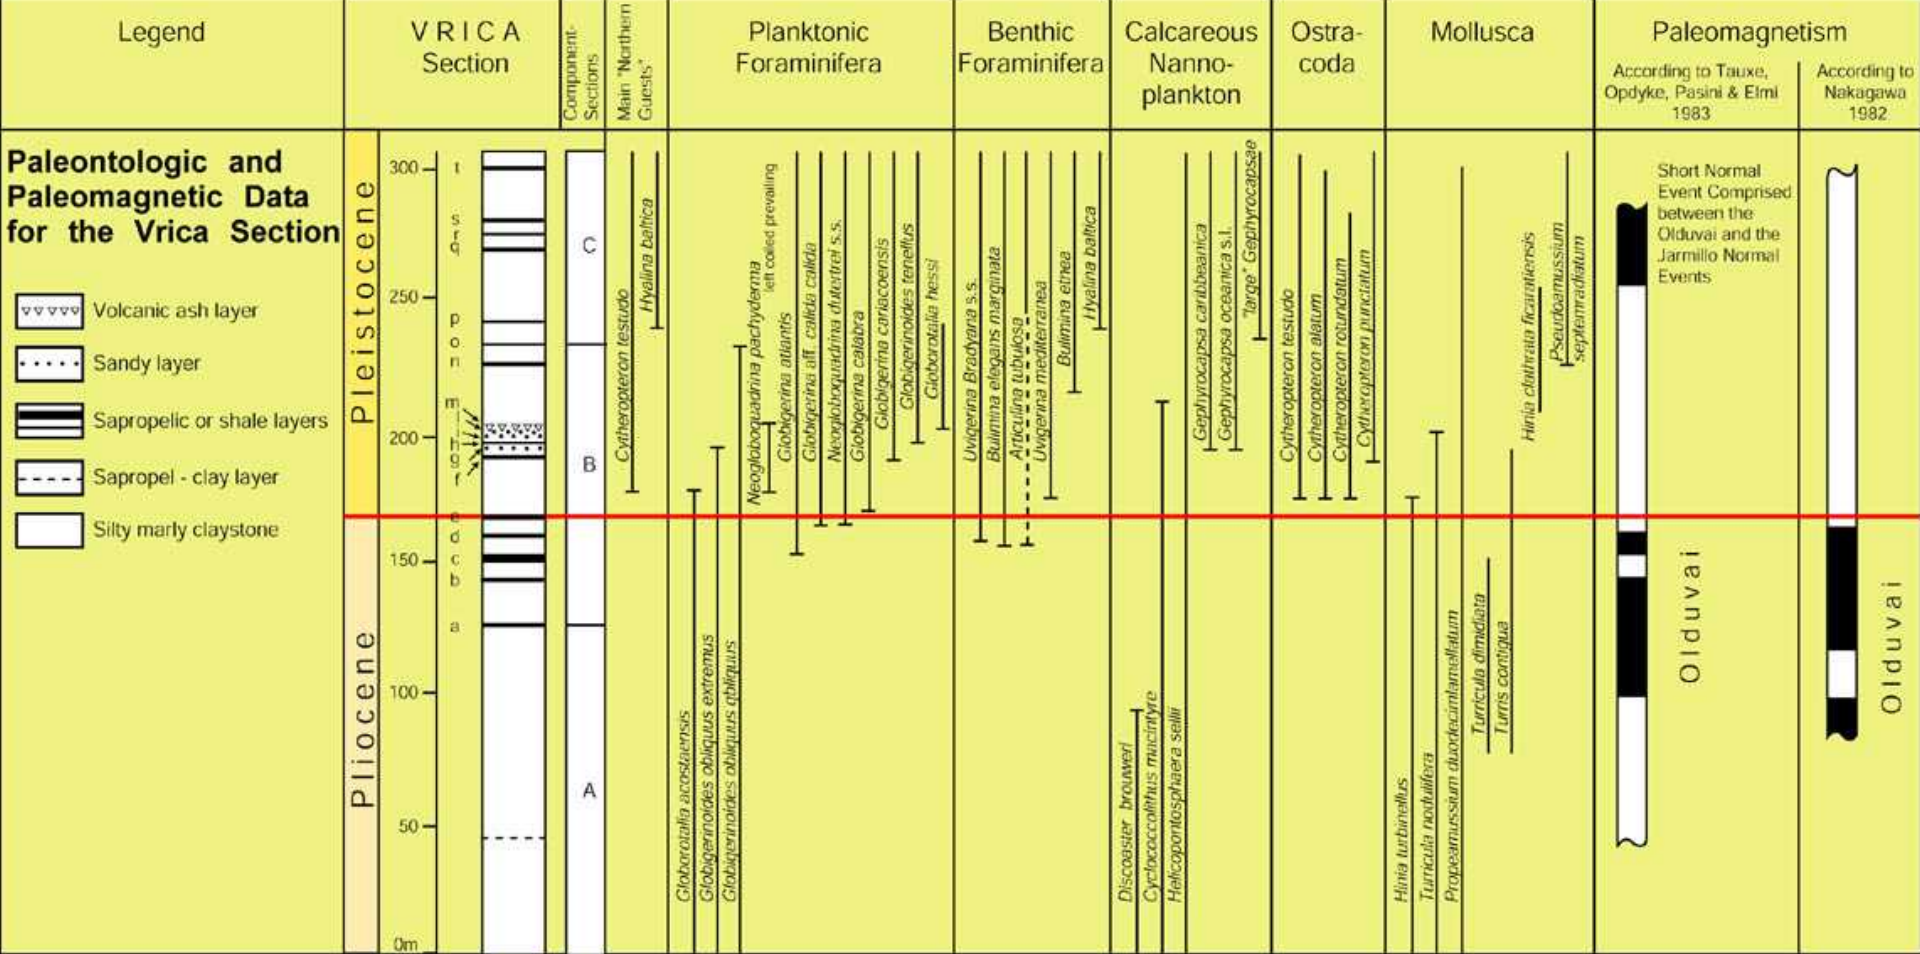 Legend
V R I C A
Section
Component-
Sections
Main "Northern
Guests"
Planktonic
Foraminifera
Benthic
Foraminifera
Calcareous
Nanno-
plankton
Ostra-
coda
Mollusca
Paleomagnetism
According to Tauxe,
Opdyke, Pasini & Elmi
1983
According to
Nakagawa
1982
Paleontologic and
Paleomagnetic Data
for the Vrica Section
Volcanic ash layer
Sandy layer
Sapropelic or shale layers
Sapropel - clay layer
Silty marly claystone
Pleistocene
Pliocene
300
250
200
150
100
50
0m
t
s
r
q
p
o
n
m
h
g
f
e
d
c
b
a
C
B
A
Cytheropteron testudo
Hyalina baltica
Globorotalia acostaensis
Globigerinoides obliquus extremus
Globigerinoides obliquus obliquus
Neogloboquadrina pachyderma
left coiled prevailing
Globigerina atlantis
Globigerina aff. calida calida
Neogloboquadrina dutertrei s.s.
Globigerina calabra
Globigerina cariacoensis
Globigerinoides tenellus
Globorotalia hessi
Uvigerina Bradyana s.s.
Bulimina elegans marginata
Articulina tubulosa
Uvigerina mediterranea
Bulimina etnea
Hyalina baltica
Discoaster brouweri
Cyclococcolithus macintyre
Helicopontosphaera sellii
Gephyrocapsa caribbeanica
Gephyrocapsa oceanica s.l.
"large" Gephyrocapsae
Cytheropteron testudo
Cytheropteron alatum
Cytheropteron rotundatum
Cytheropteron punctatum
Hinia turbinellus
Turricula nodulifera
Propeamussium duodecimlamellatum
Turricula dimidiata
Turris contigua
Hinia clathrata ficaratiensis
Pseudoamussium
septemradiatum
Short Normal
Event Comprised
between the
Olduvai and the
Jarmillo Normal
Events
Olduvai
Olduvai